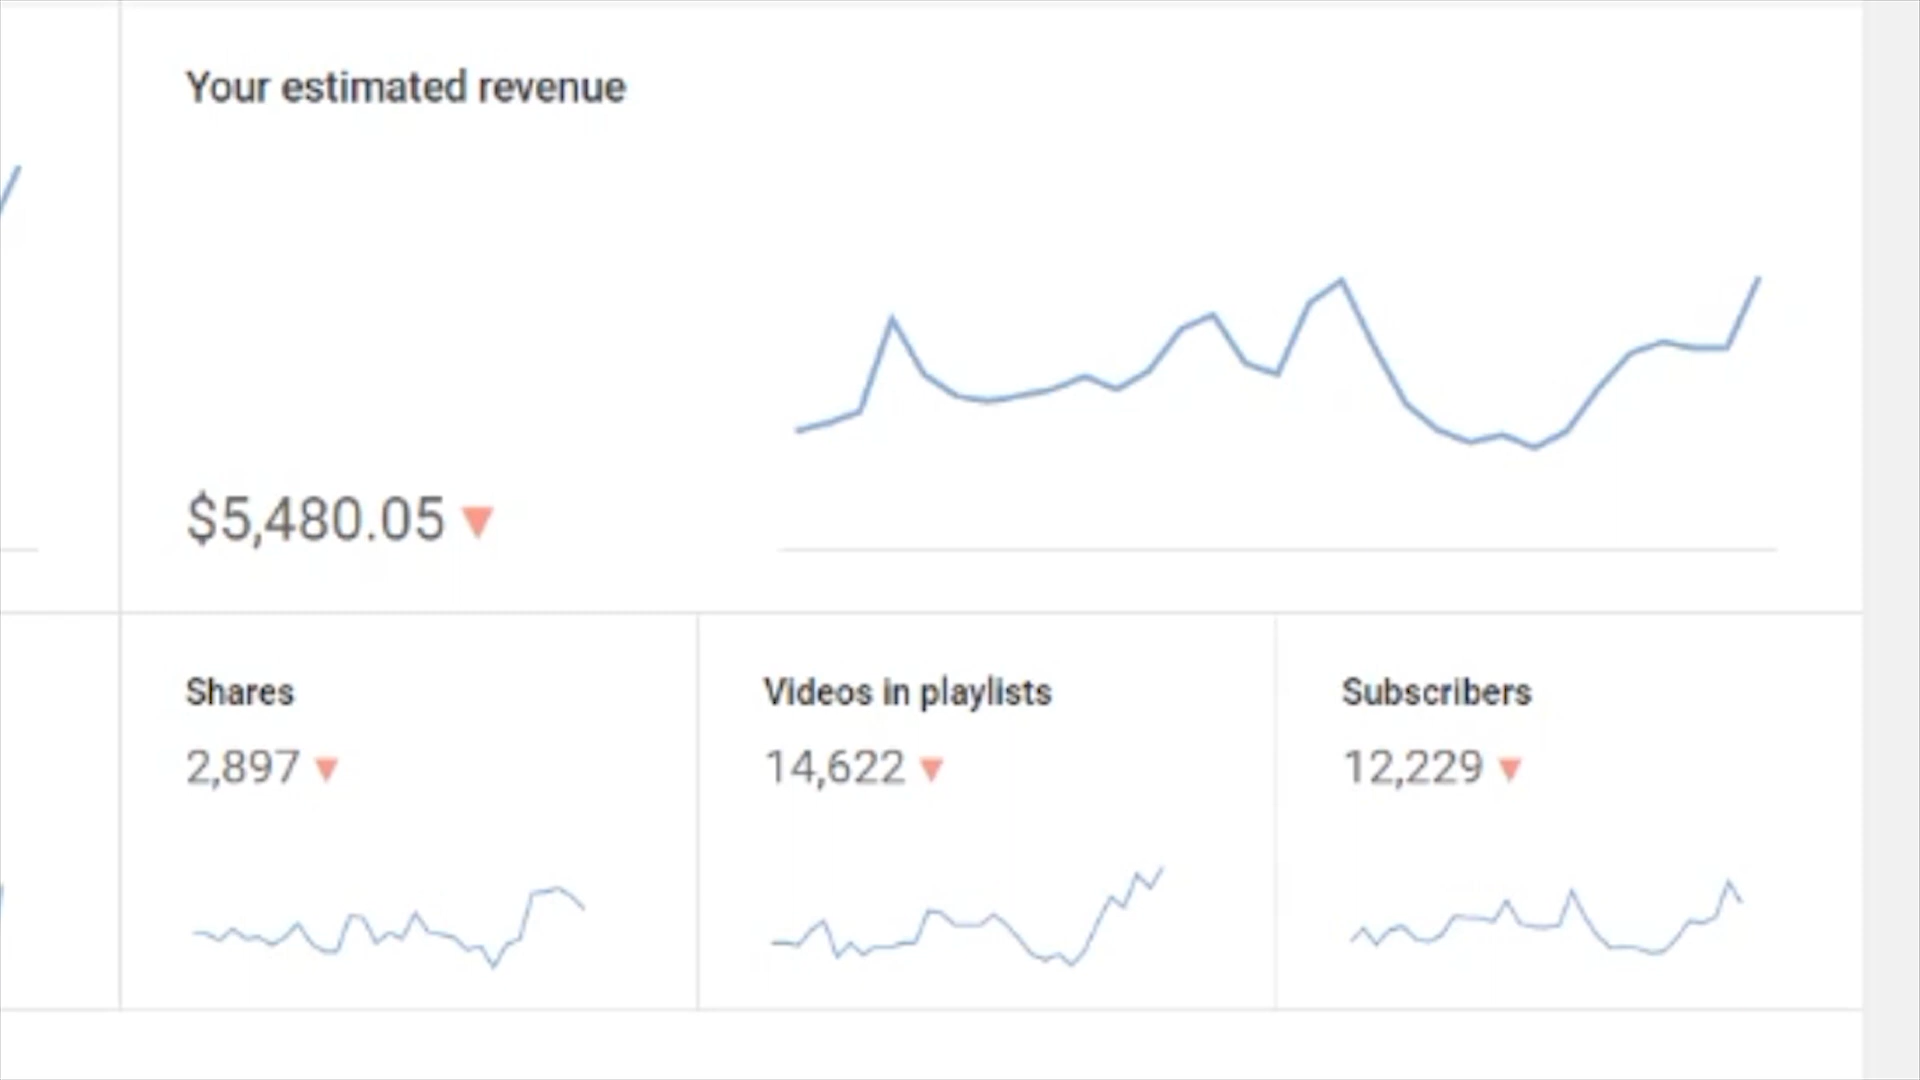 Your estimated revenue
$5,480.05
Shares
2,897
Videos in playlists
14,622
Subscribers
12,229